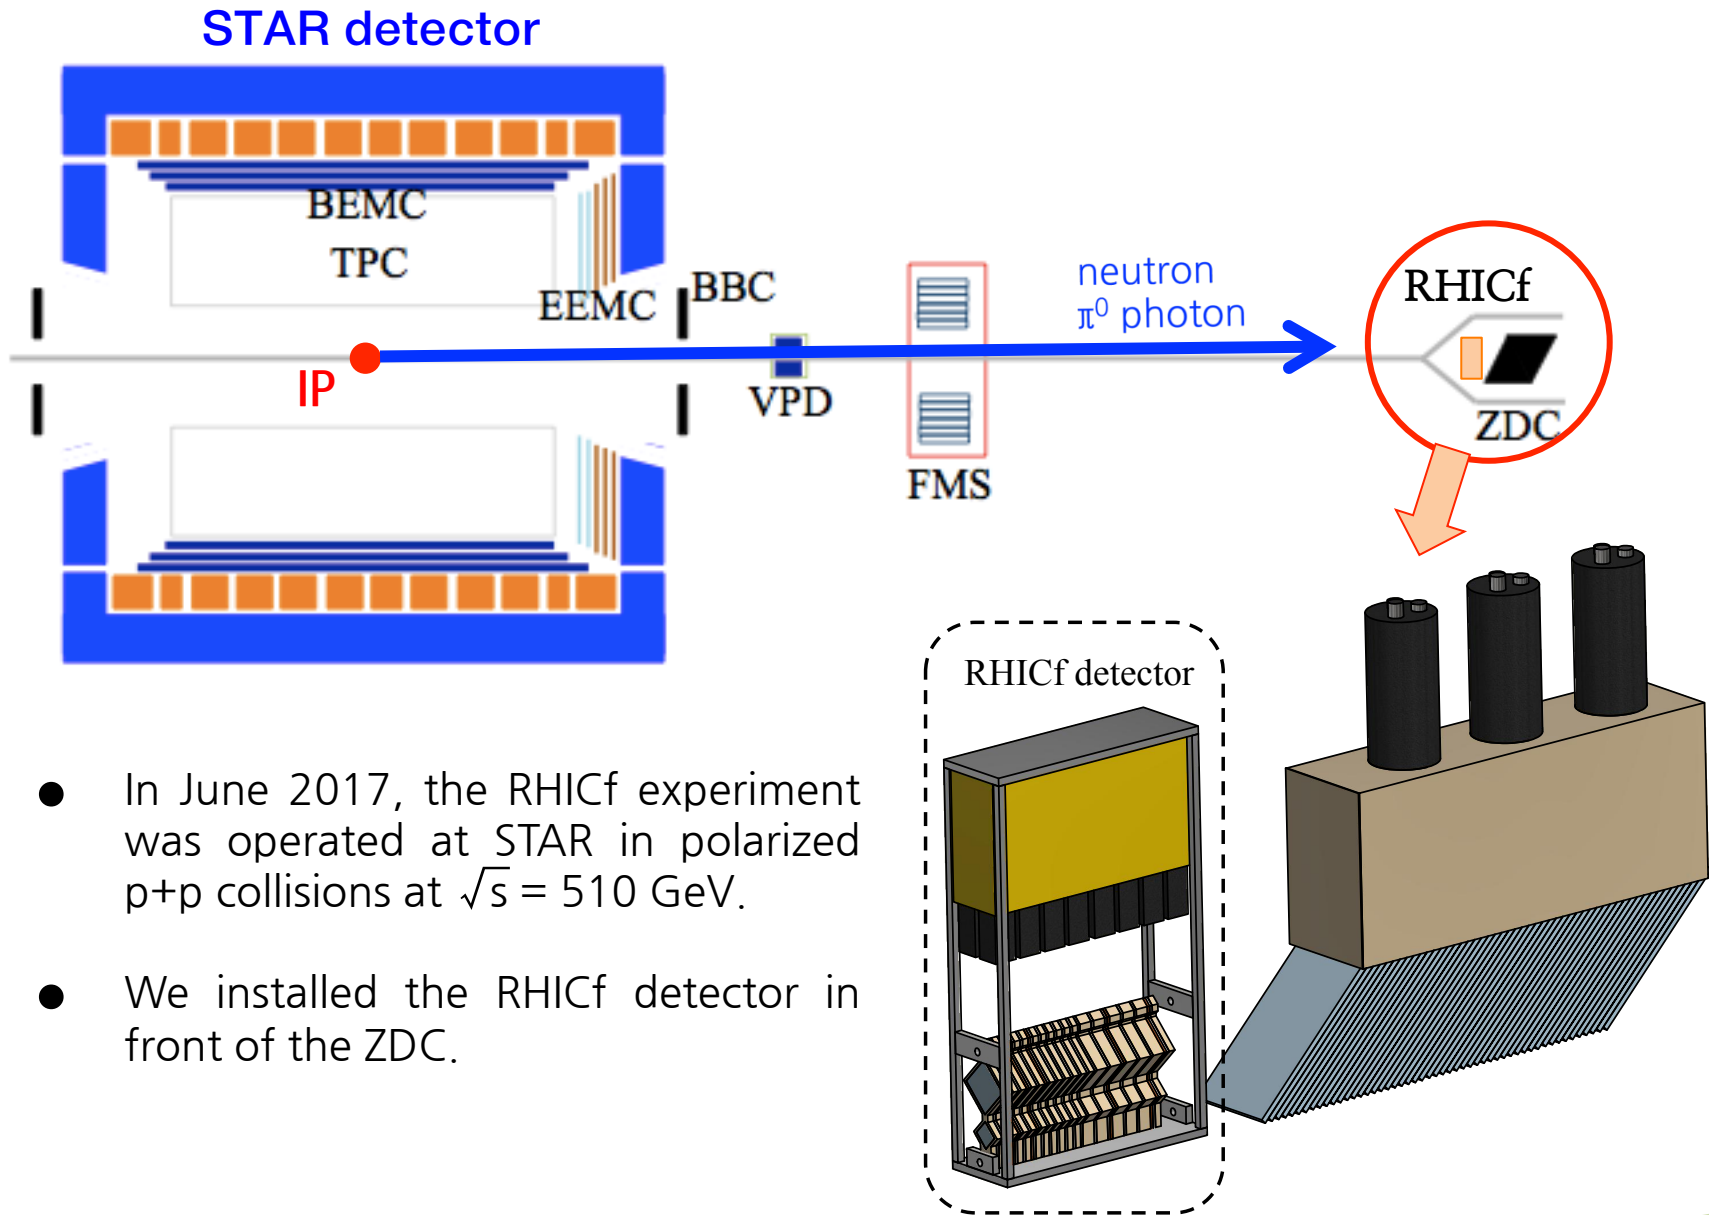 STAR detector
BEMC
TPC
EEMC
BBC
IP
VPD
FMS
neutron
π⁰ photon
RHICf
ZDC
RHICf detector
● In June 2017, the RHICf experiment
was operated at STAR in polarized
p+p collisions at √s = 510 GeV.
● We installed the RHICf detector in
front of the ZDC.